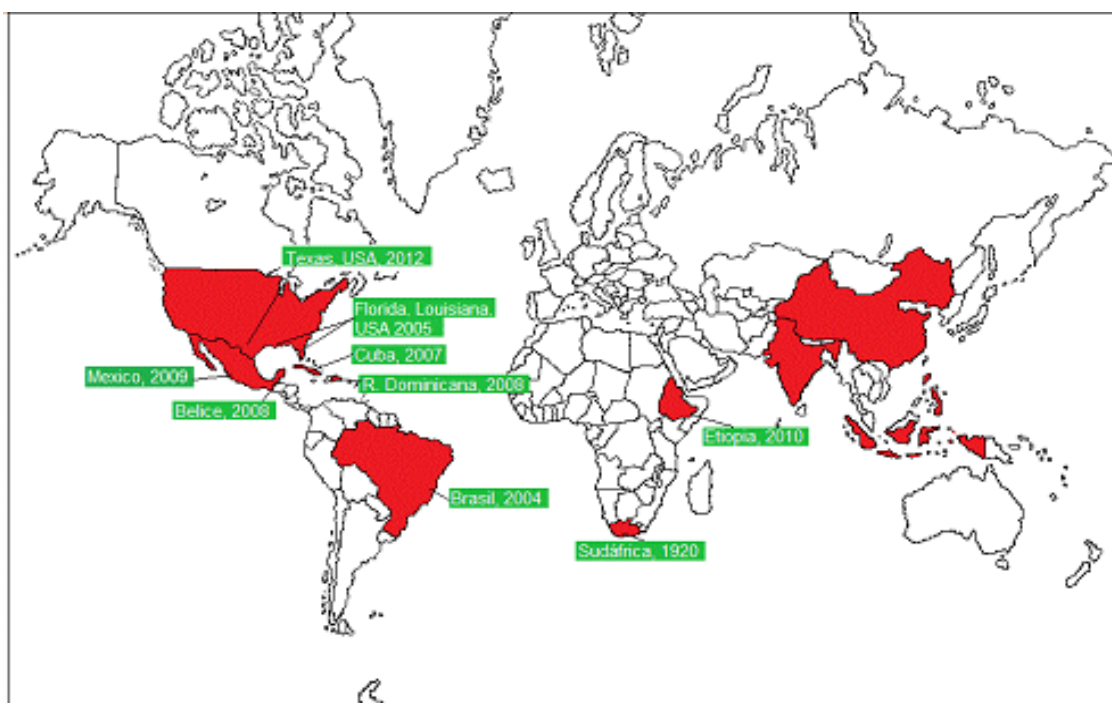 Texas, USA, 2012
Florida, Louisiana,
USA 2005
Cuba, 2007
Mexico, 2009
R. Dominicana, 2008
Belice, 2008
Etiopia, 2010
Brasil, 2004
Sudáfrica, 1920